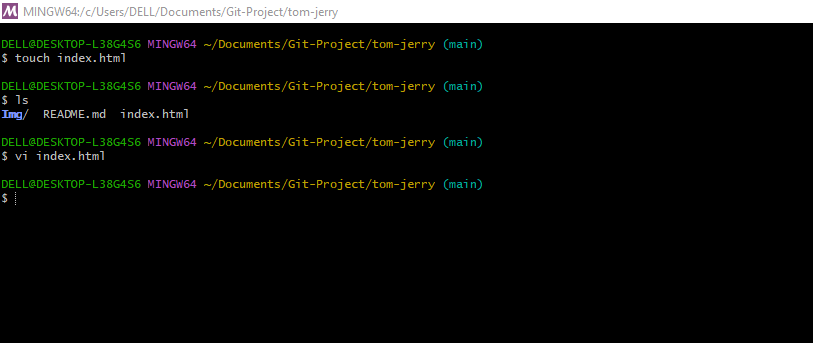 MINGW64:/c/Users/DELL/Documents/Git-Project/tom-jerry
DELL@DESKTOP-L38G4S6 MINGW64 ~/Documents/Git-Project/tom-jerry (main)
$ touch index.html
DELL@DESKTOP-L38G4S6 MINGW64 ~/Documents/Git-Project/tom-jerry (main)
$ ls
Img/  README.md  index.html
DELL@DESKTOP-L38G4S6 MINGW64 ~/Documents/Git-Project/tom-jerry (main)
$ vi index.html
DELL@DESKTOP-L38G4S6 MINGW64 ~/Documents/Git-Project/tom-jerry (main)
$